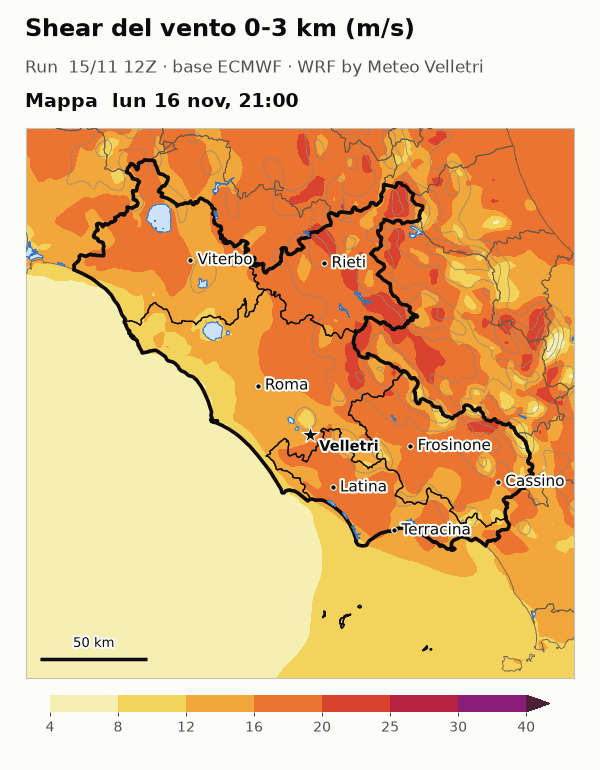 Shear del vento 0-3 km (m/s)
Run  15/11 12Z · base ECMWF · WRF by Meteo Velletri
Mappa  lun 16 nov, 21:00
Viterbo
Rieti
Roma
Velletri
Frosinone
Latina
Cassino
Terracina
50 km
4 8 12 16 20 25 30 40